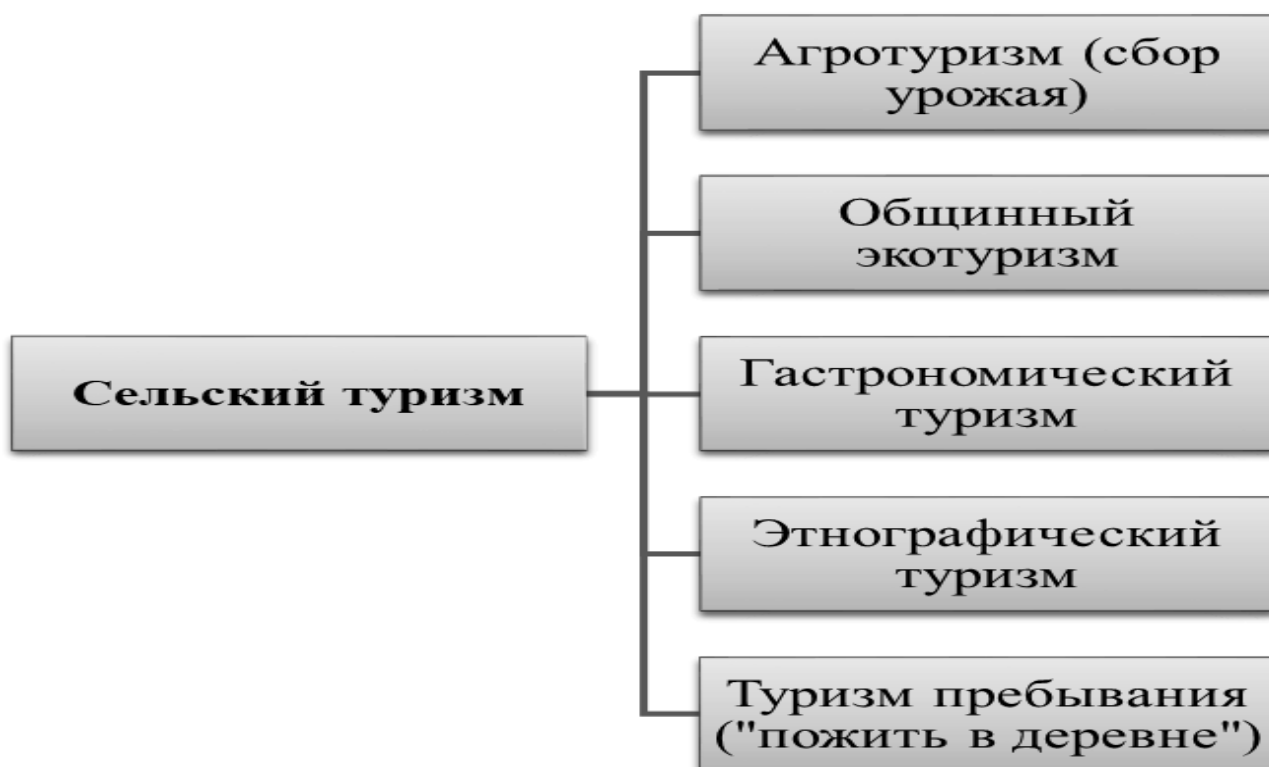 Агротуризм (сбор
урожая)
Общинный
экотуризм
Сельский туризм
Гастрономический
туризм
Этнографический
туризм
Туризм пребывания
("пожить в деревне")